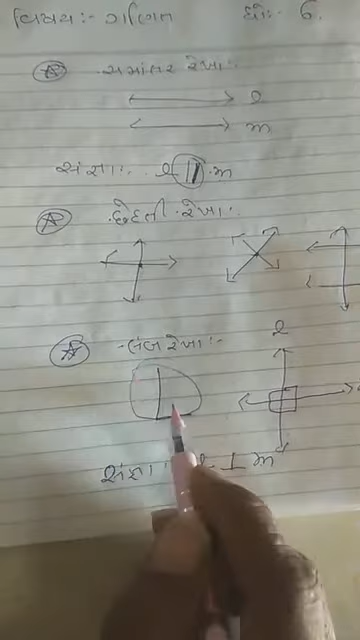 વિષય:- ગણિત ધો:- 6.
સમાંતર રેખા:-
l
m
સંજ્ઞા:- l || m
છેદતી રેખા:-
લંબ રેખા:-
l
સંજ્ઞા l ⊥ m